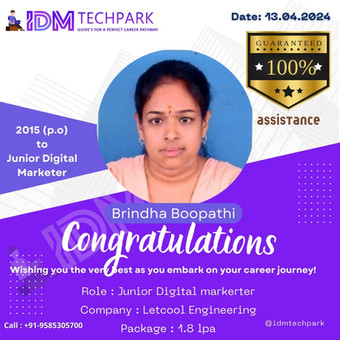 IDM TECHPARK
GUIDE'S FOR A PERFECT CAREER PATHWAY
Date: 13.04.2024
GUARANTEED
100%
assistance
2015 (p.o)
to
Junior Digital
Marketer
Brindha Boopathi
Congratulations
Wishing you the very best as you embark on your career journey!
Role : Junior Digital markerter
Company : Letcool Engineering
Package : 1.8 lpa
Call : +91-9585305700
@idmtechpark
IDM